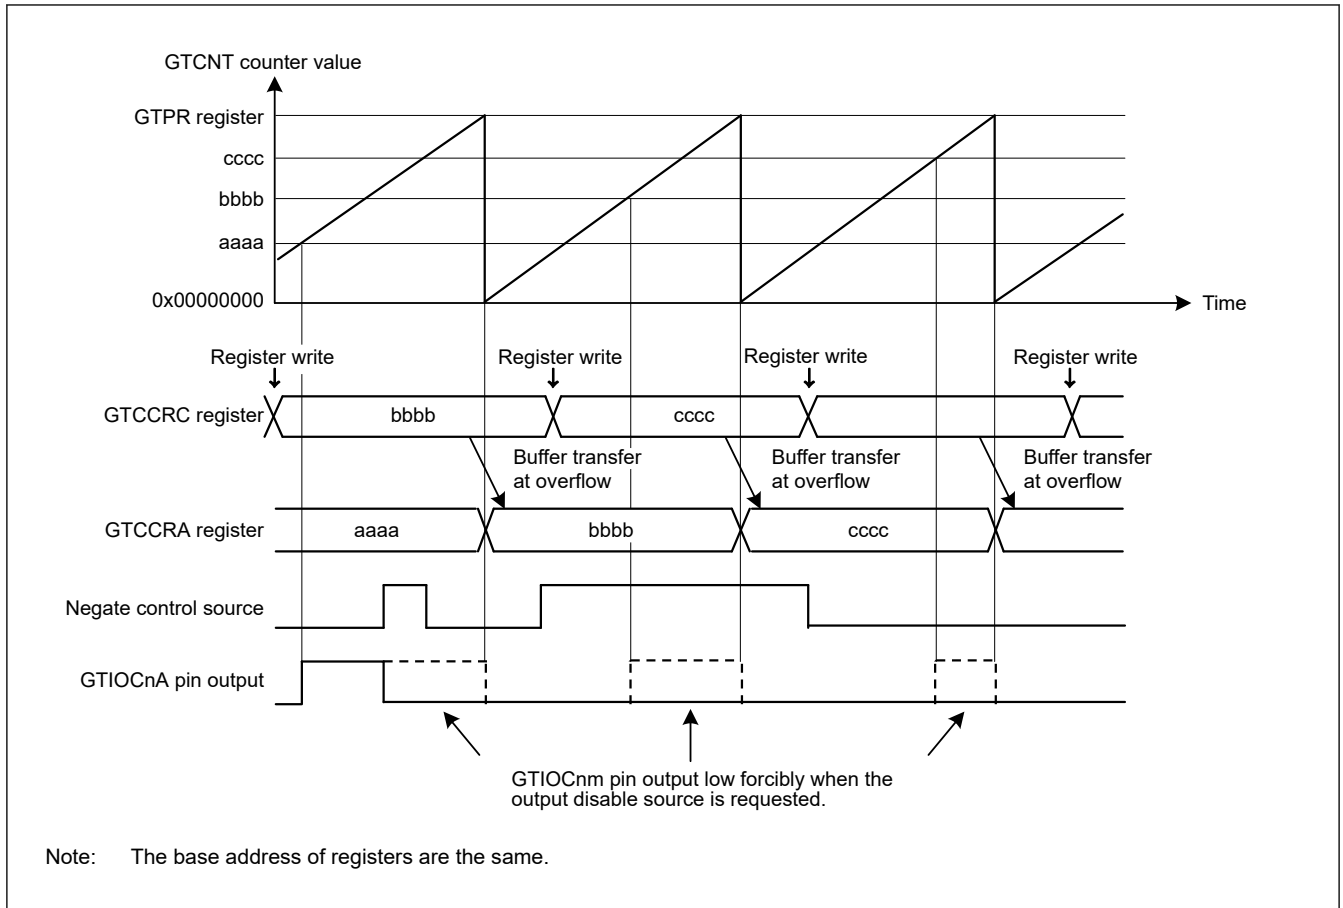 GTCNT counter value
GTPR register
cccc
bbbb
aaaa
0x00000000
Time
Register write
Register write
Register write
Register write
GTCCRC register
bbbb
cccc
Buffer transfer
at overflow
Buffer transfer
at overflow
Buffer transfer
at overflow
GTCCRA register
aaaa
bbbb
cccc
Negate control source
GTIOCnA pin output
GTIOCnm pin output low forcibly when the
output disable source is requested.
Note: The base address of registers are the same.